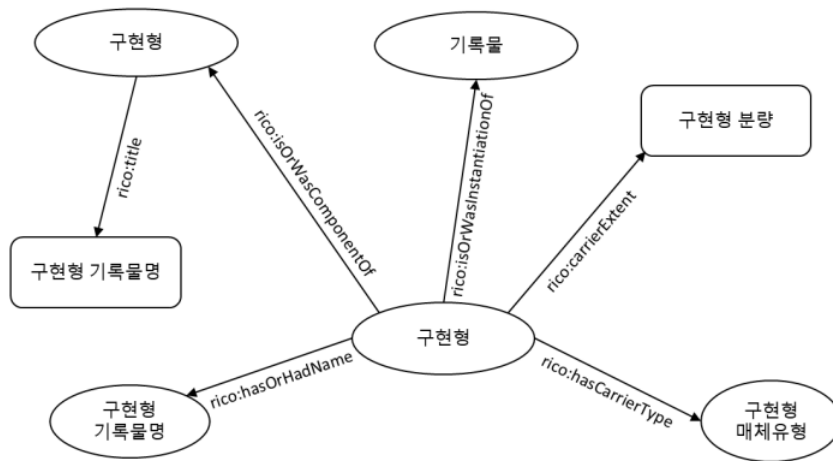 구현형
기록물
구현형 분량
rico:title
rico:isOrWasComponentOf
rico:isOrWasInstantiationOf
rico:carrierExtent
구현형 기록물명
구현형
rico:hasOrHadName
rico:hasCarrierType
구현형
기록물명
구현형
매체유형